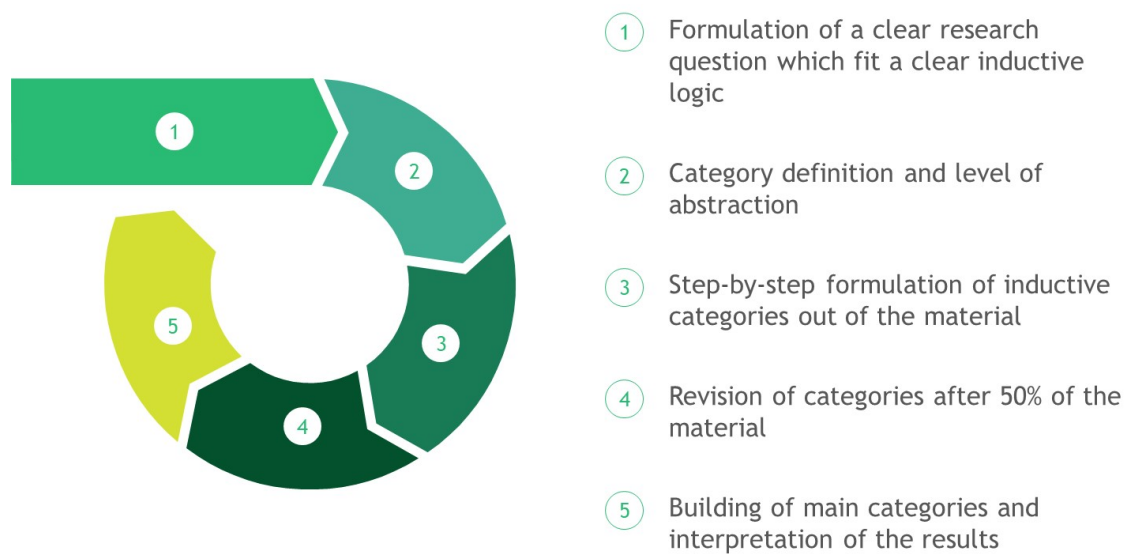 1
2
3
4
5
1
Formulation of a clear research
question which fit a clear inductive
logic
2
Category definition and level of
abstraction
3
Step-by-step formulation of inductive
categories out of the material
4
Revision of categories after 50% of the
material
5
Building of main categories and
interpretation of the results